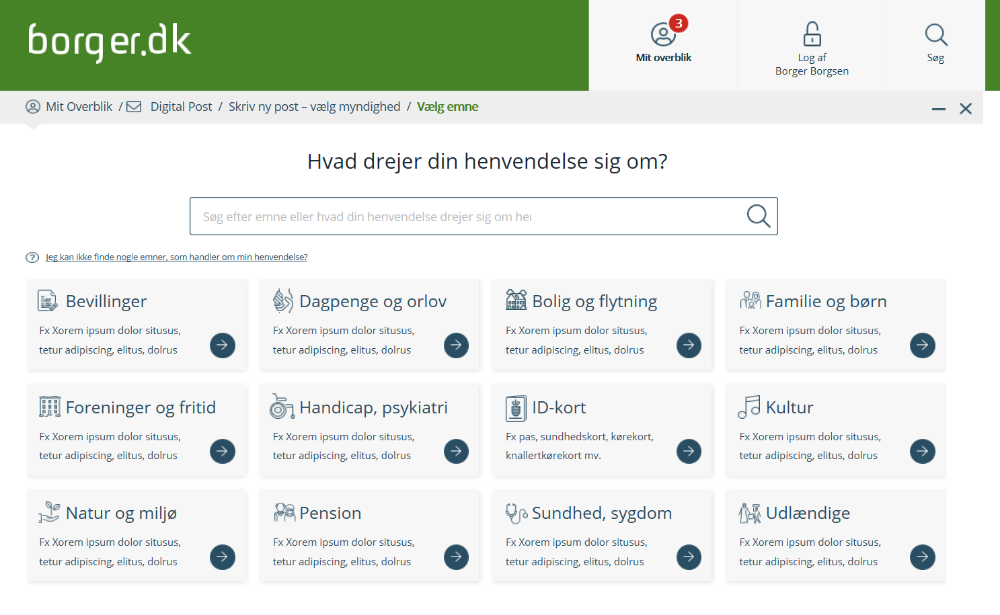 borger.dk
3
Mit overblik
Log af
Borger Borgsen
Søg
Mit Overblik / Digital Post / Skriv ny post – vælg myndighed / Vælg emne
Hvad drejer din henvendelse sig om?
Søg efter emne eller hvad din henvendelse drejer sig om her
Jeg kan ikke finde nogle emner, som handler om min henvendelse?
Bevillinger
Fx Xorem ipsum dolor situsus,
tetur adipiscing, elitus, dolrus
Dagpenge og orlov
Fx Xorem ipsum dolor situsus,
tetur adipiscing, elitus, dolrus
Bolig og flytning
Fx Xorem ipsum dolor situsus,
tetur adipiscing, elitus, dolrus
Familie og børn
Fx Xorem ipsum dolor situsus,
tetur adipiscing, elitus, dolrus
Foreninger og fritid
Fx Xorem ipsum dolor situsus,
tetur adipiscing, elitus, dolrus
Handicap, psykiatri
Fx Xorem ipsum dolor situsus,
tetur adipiscing, elitus, dolrus
ID-kort
Fx pas, sundhedskort, kørekort,
knallertkørekort mv.
Kultur
Fx Xorem ipsum dolor situsus,
tetur adipiscing, elitus, dolrus
Natur og miljø
Fx Xorem ipsum dolor situsus,
tetur adipiscing, elitus, dolrus
Pension
Fx Xorem ipsum dolor situsus,
tetur adipiscing, elitus, dolrus
Sundhed, sygdom
Fx Xorem ipsum dolor situsus,
tetur adipiscing, elitus, dolrus
Udlændige
Fx Xorem ipsum dolor situsus,
tetur adipiscing, elitus, dolrus